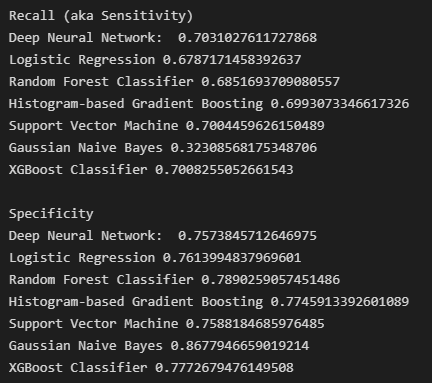 Recall (aka Sensitivity)
Deep Neural Network:  0.7031027611727868
Logistic Regression 0.6787171458392637
Random Forest Classifier 0.6851693709080557
Histogram-based Gradient Boosting 0.6993073346617326
Support Vector Machine 0.7004459626150489
Gaussian Naive Bayes 0.32308568175348706
XGBoost Classifier 0.7008255052661543

Specificity
Deep Neural Network:  0.7573845712646975
Logistic Regression 0.7613994837969601
Random Forest Classifier 0.7890259057451486
Histogram-based Gradient Boosting 0.7745913392601089
Support Vector Machine 0.7588184685976485
Gaussian Naive Bayes 0.8677946659019214
XGBoost Classifier 0.7772679476149508